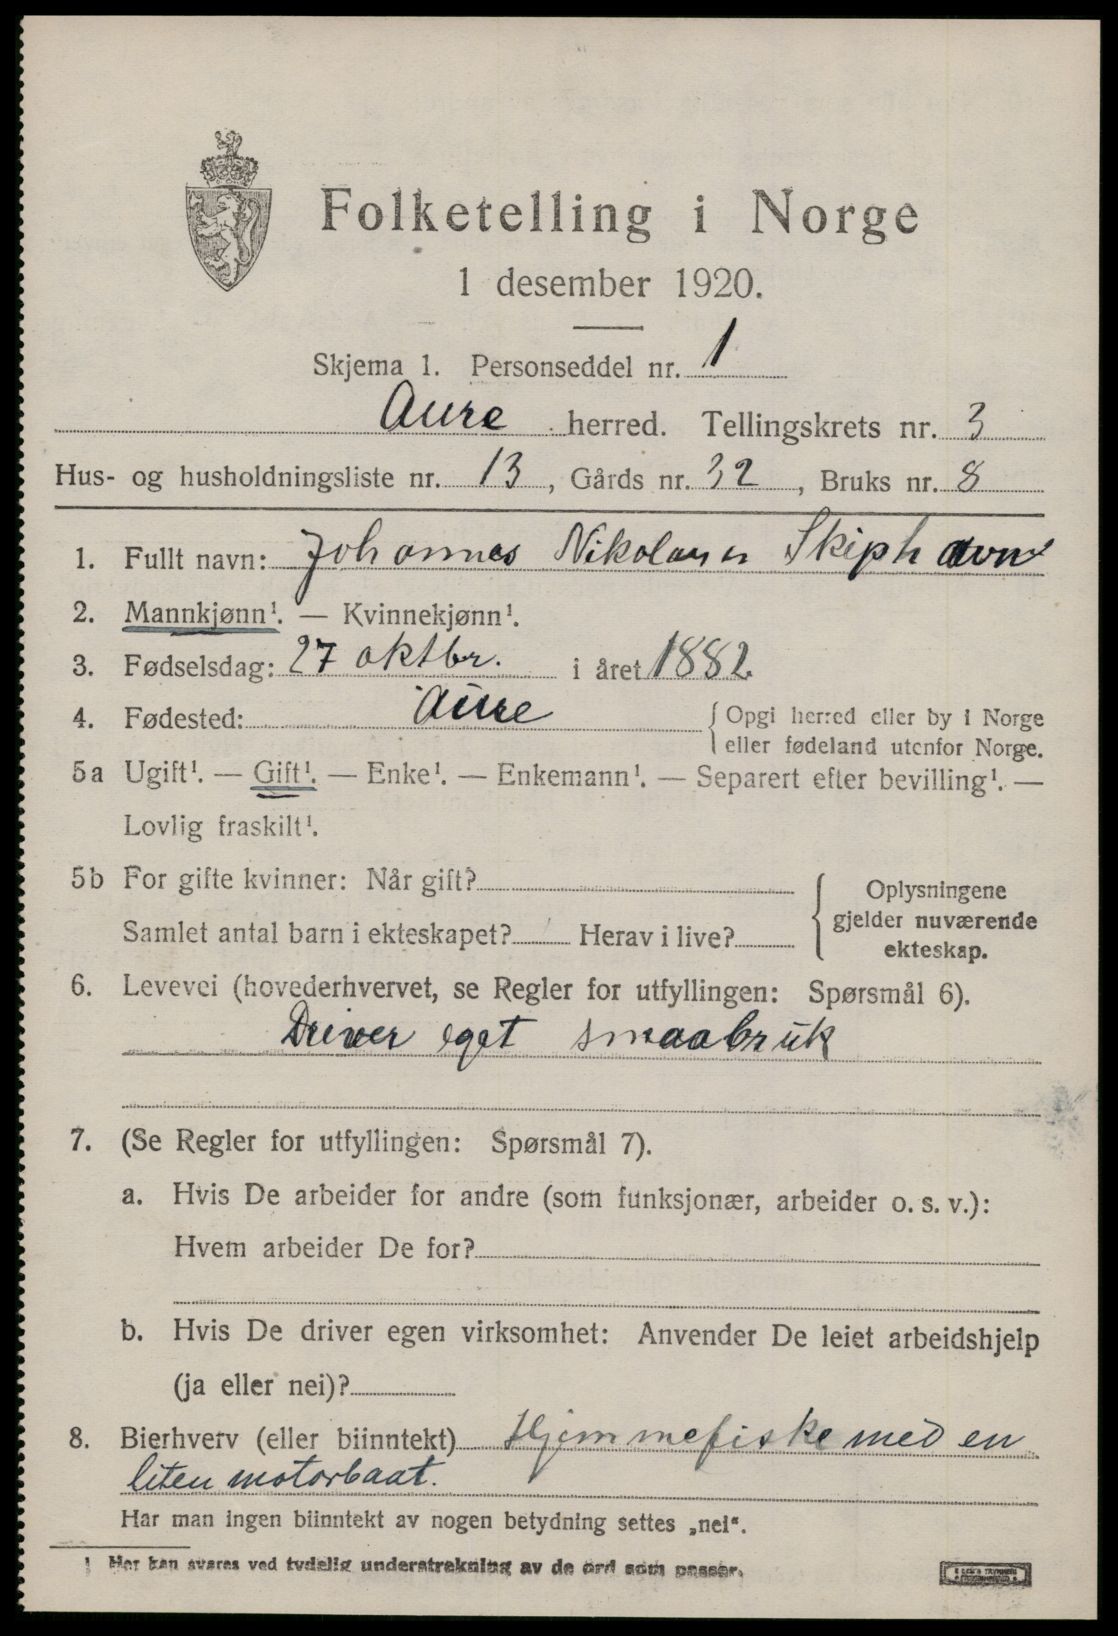 Folketelling i Norge
1 desember 1920.
Skjema 1. Personseddel nr. 1
Aure herred. Tellingskrets nr. 3
Hus- og husholdningsliste nr. 13, Gårds nr. 32, Bruks nr. 8
1. Fullt navn: Johannes Skiphavn
2. Mannkjønn¹. — Kvinnekjønn¹.
3. Fødselsdag: 27 oktbr. i året 1882
4. Fødested: Aure { Opgi herred eller by i Norge
eller fødeland utenfor Norge.
5a Ugift¹. — Gift¹. — Enke¹. — Enkemann¹. — Separert efter bevilling¹. —
Lovlig fraskilt¹.
5b For gifte kvinner: Når gift?
Samlet antal barn i ekteskapet? Herav i live?
{ Oplysningene
gjelder nuværende
ekteskap.
6. Levevei (hovederhvervet, se Regler for utfyllingen: Spørsmål 6).
Driver eget smaabruk
7. (Se Regler for utfyllingen: Spørsmål 7).
a. Hvis De arbeider for andre (som funksjonær, arbeider o. s. v.):
Hvem arbeider De for?
b. Hvis De driver egen virksomhet: Anvender De leiet arbeidshjelp
(ja eller nei)?
8. Bierhverv (eller biinntekt) Hjemmefiske med en
liten motorbaat.
Har man ingen biinntekt av nogen betydning settes „nei“.
1 Her kan svares ved tydelig understrekning av de ord som passer.